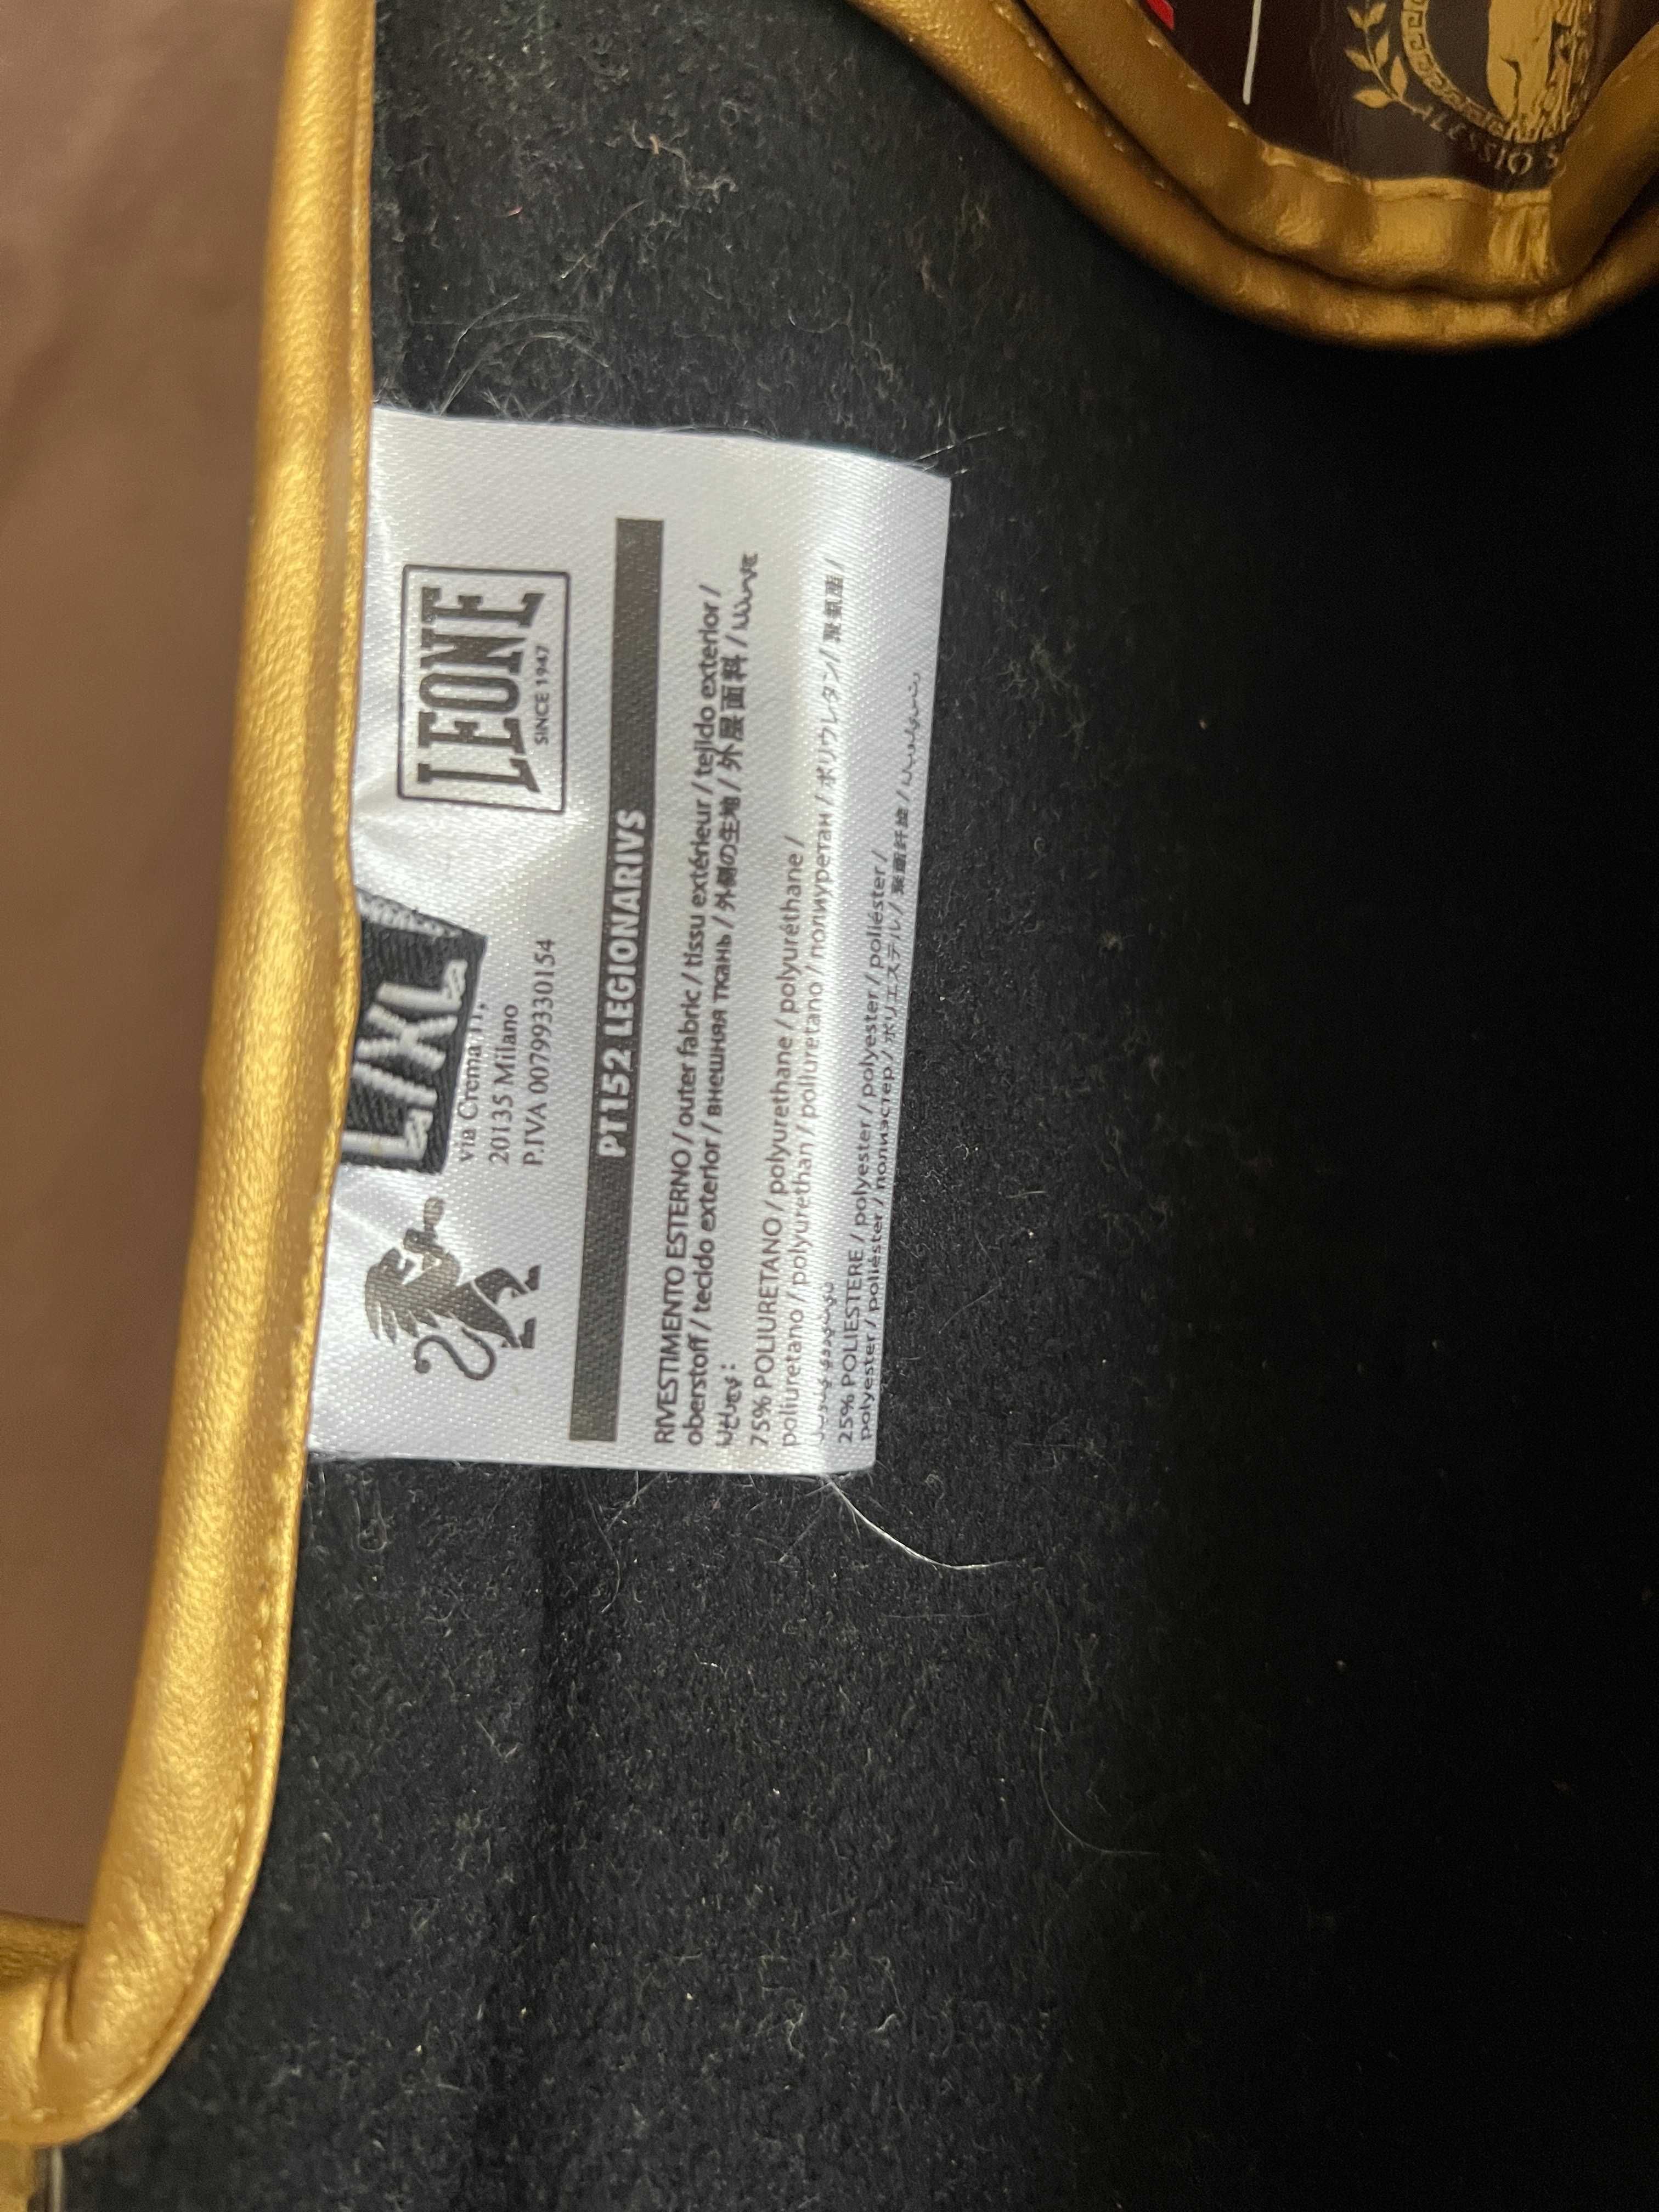 LEONE
SINCE 1947
L/XL
via Crema 11,
20135 Milano
P.IVA 00799330154
PT152 LEGIONARIVS
RIVESTIMENTO ESTERNO / outer fabric / tissu extérieur / tejido exterior /
oberstoff / tecido exterior / внешняя ткань / 外側の生地 / 外层面料 /
75% POLIURETANO / polyurethane / polyuréthane /
poliuretano / polyurethan / poliuretano / полиуретан / ポリウレタン / 聚氨酯 /
25% POLIESTERE / polyester / polyester / poliéster /
polyester / poliéster / полиэстер / ポリエステル / 聚酯纤维 /